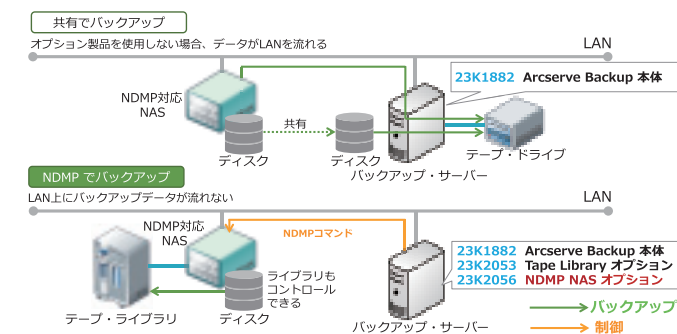 共有でバックアップ
オプション製品を使用しない場合、データがLANを流れる
LAN
NDMP対応
NAS
23K1882 Arcserve Backup 本体
共有
ディスク
ディスク
テープ・ドライブ
バックアップ・サーバー
NDMP でバックアップ
LAN上にバックアップデータが流れない
LAN
NDMP対応
NAS
NDMPコマンド
23K1882 Arcserve Backup 本体
23K2053 Tape Library オプション
23K2056 NDMP NAS オプション
ライブラリも
コントロール
できる
テープ・ライブラリ
ディスク
バックアップ・サーバー
バックアップ
制御